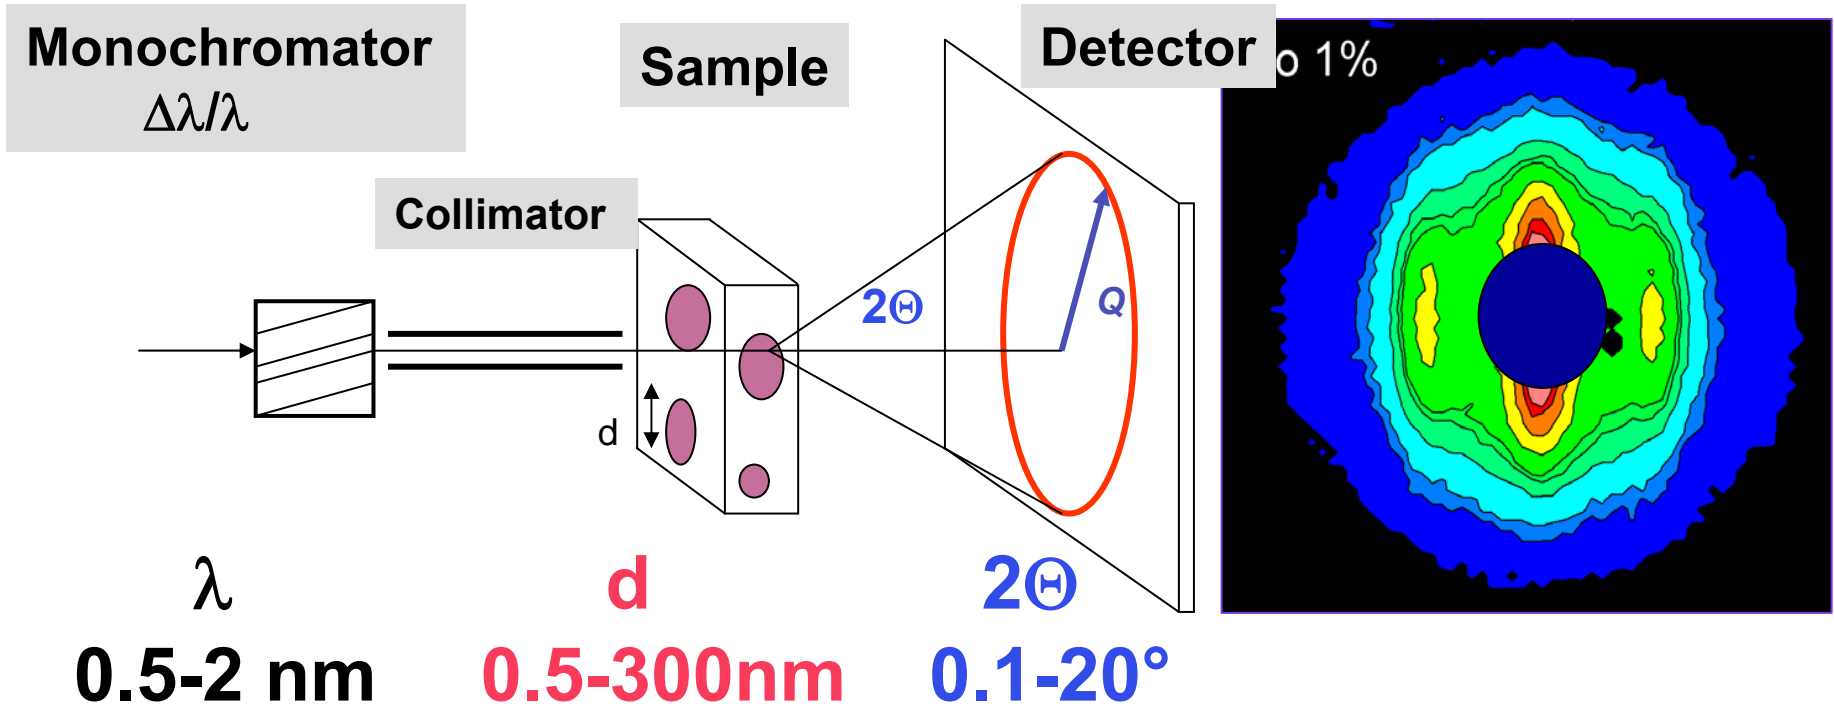 Monochromator
Δλ/λ
Sample
Detector
o 1%
Collimator
2Θ
Q
d
λ
d
2Θ
0.5-2 nm
0.5-300nm
0.1-20°